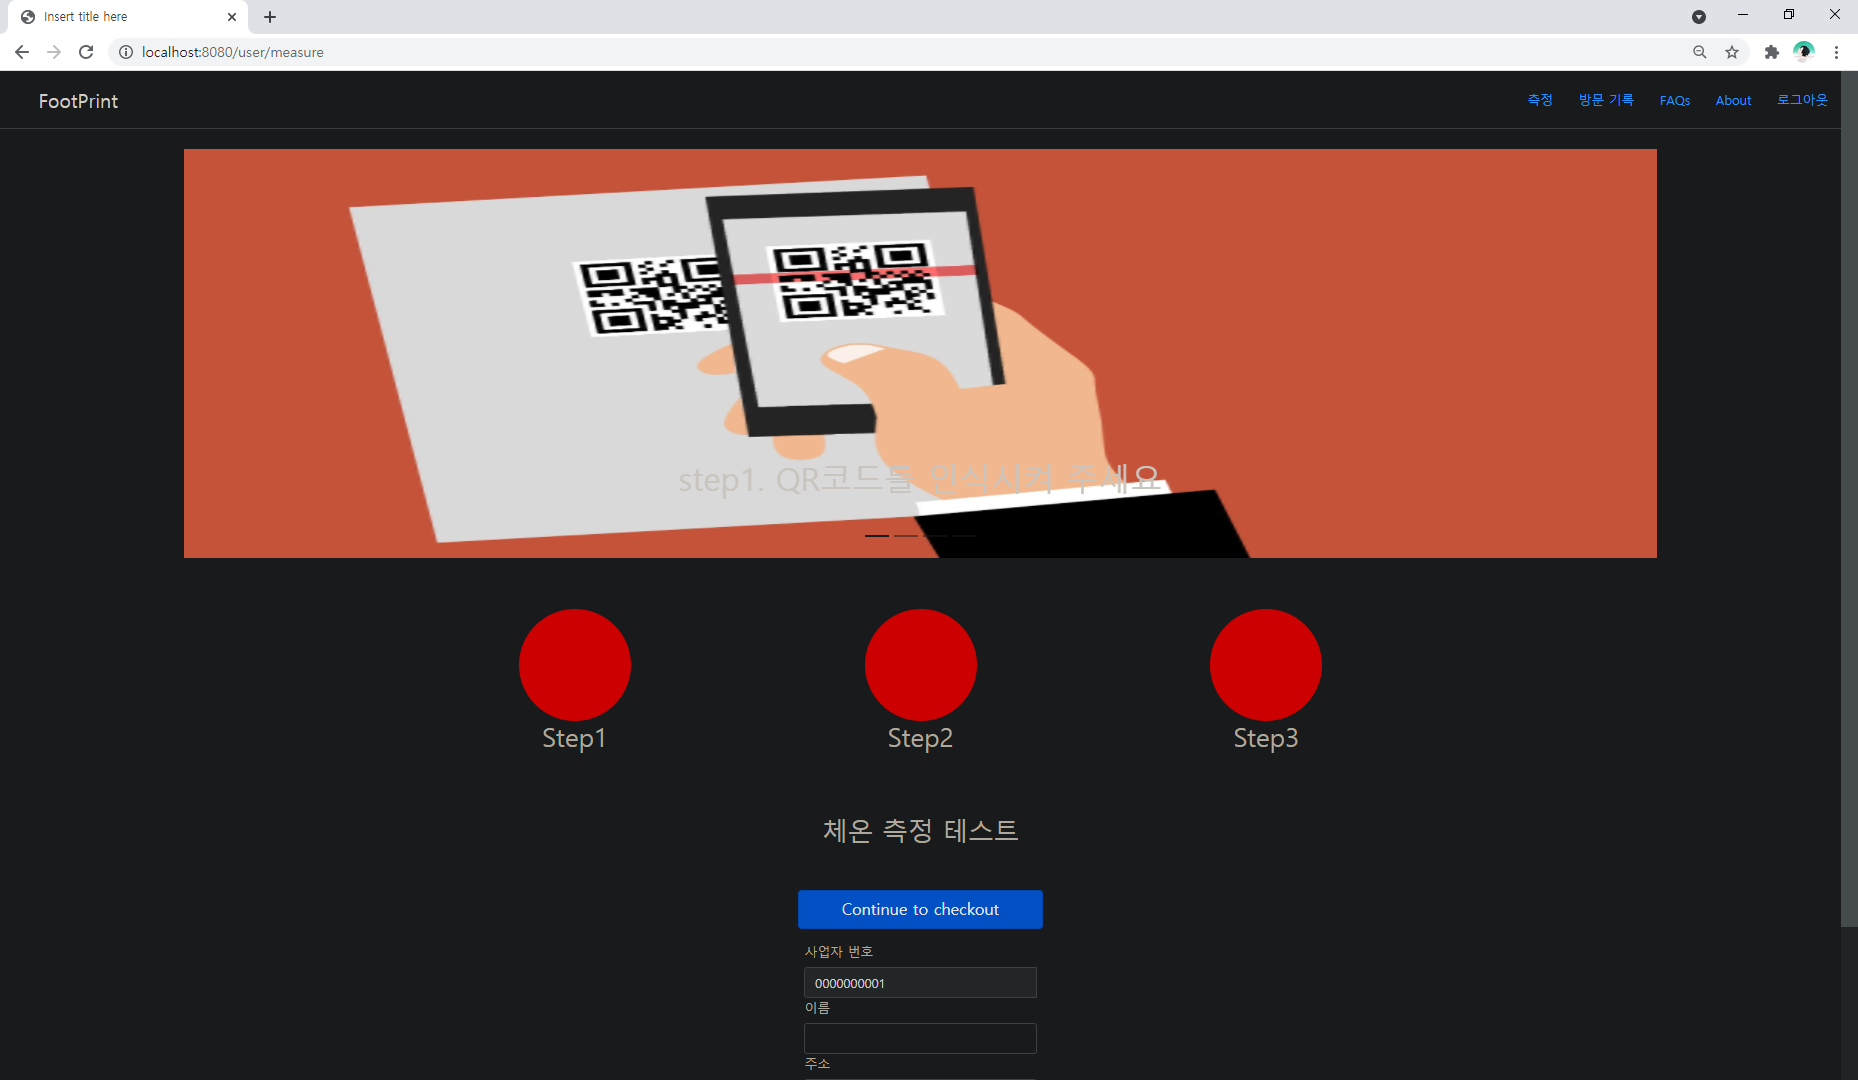 Insert title here
localhost:8080/user/measure
FootPrint
측정 방문 기록 FAQs About 로그아웃
step1. QR코드를 인식시켜 주세요
Step1 Step2 Step3
체온 측정 테스트
Continue to checkout
사업자 번호
0000000001
이름
주소